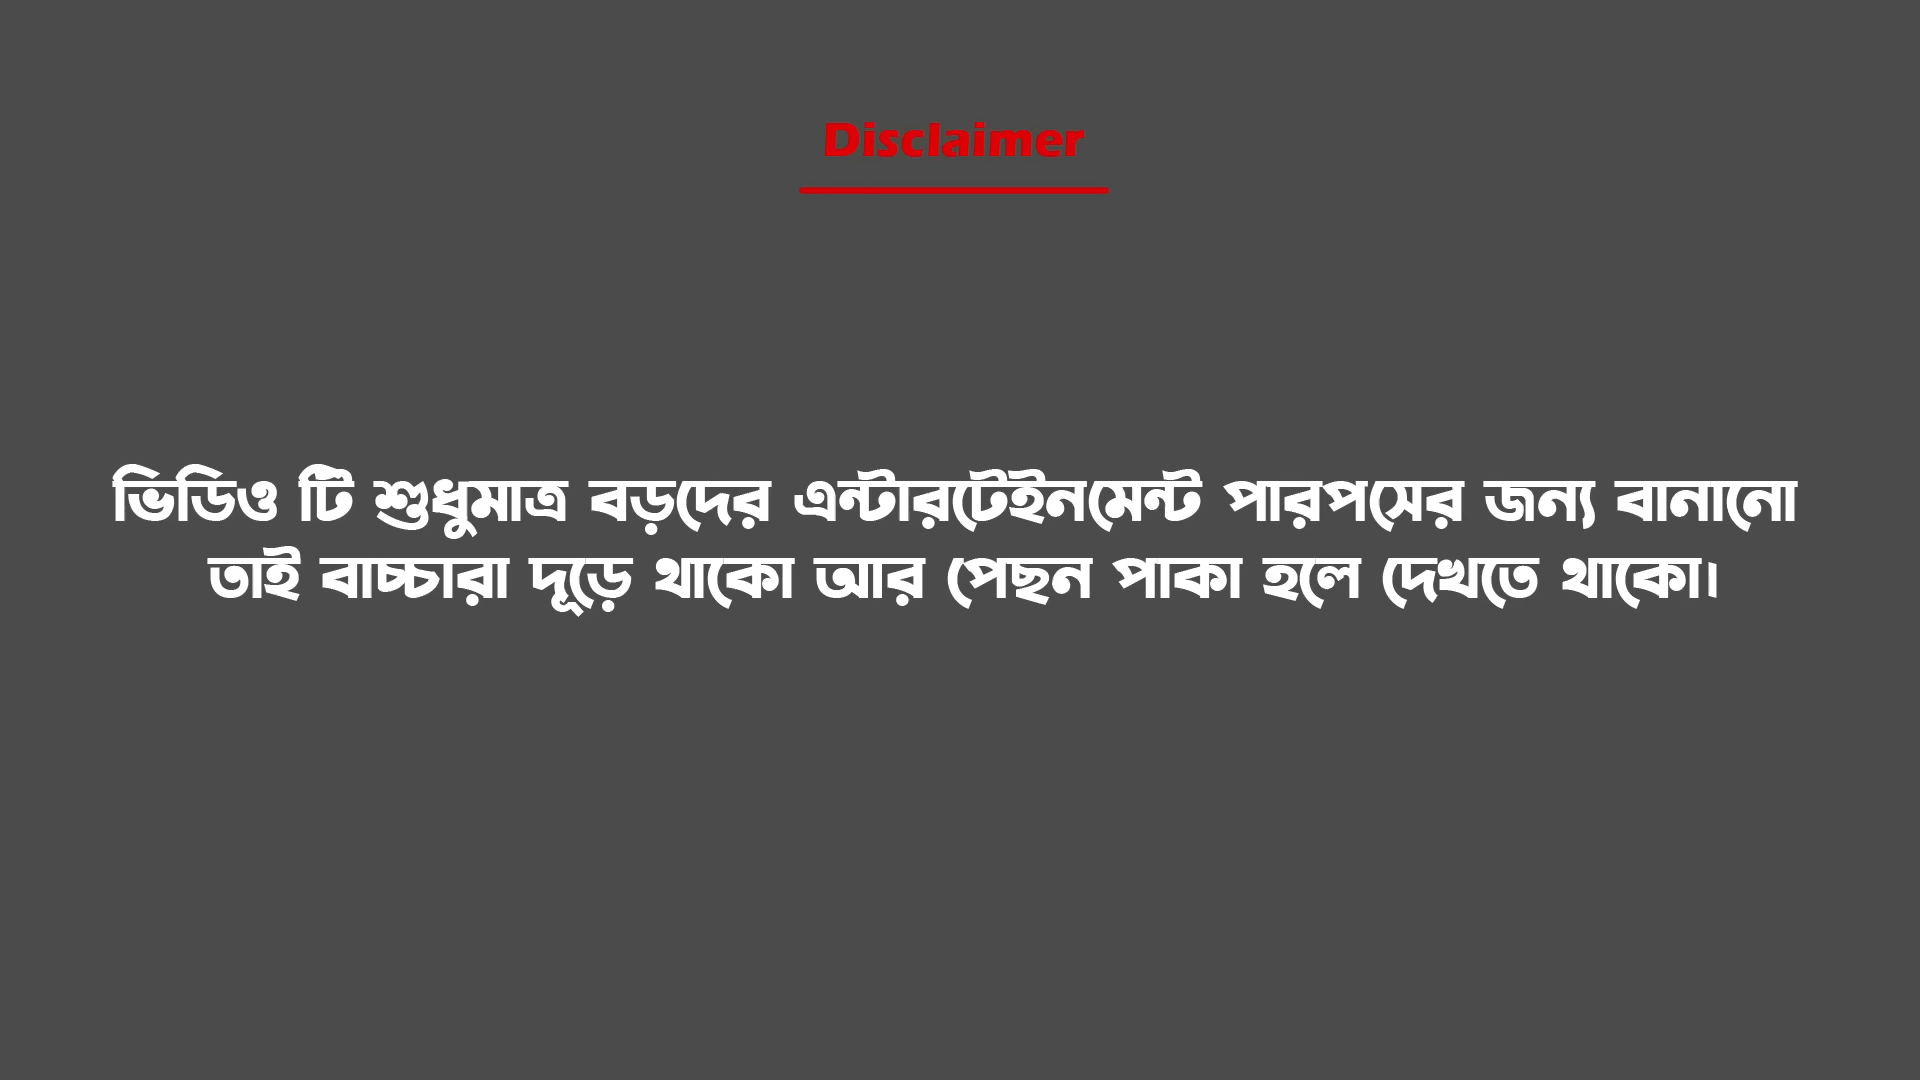 Disclaimer
ভিডিও টি শুধুমাত্র বড়দের এন্টারটেইনমেন্ট পারপসের জন্য বানানো
তাই বাচ্চারা দূড়ে থাকো আর পেছন পাকা হলে দেখতে থাকো।